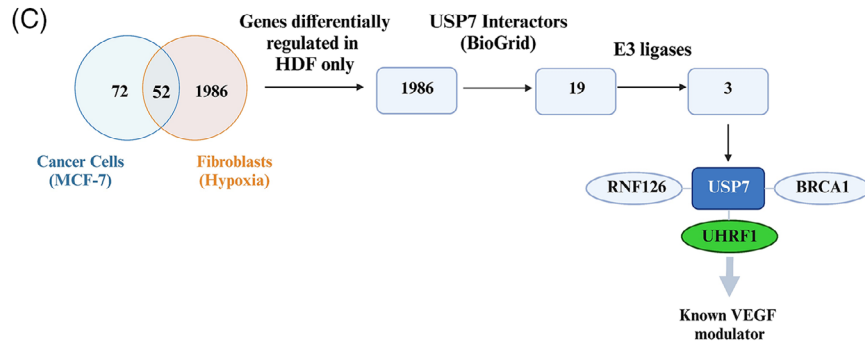 (C)
72
52
1986
Cancer Cells
(MCF-7)
Fibroblasts
(Hypoxia)
Genes differentially
regulated in
HDF only
1986
USP7 Interactors
(BioGrid)
19
E3 ligases
3
RNF126
USP7
BRCA1
UHRF1
Known VEGF
modulator